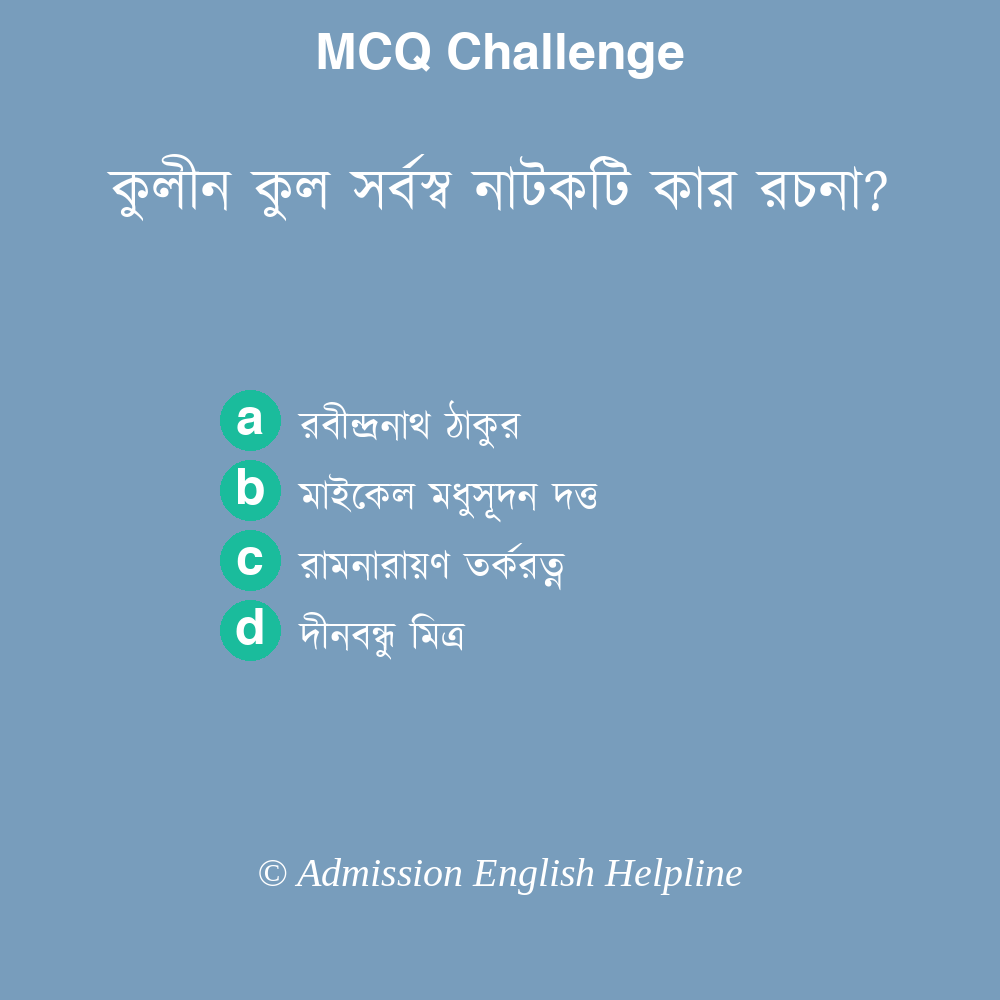 MCQ Challenge
কুলীন কুল সর্বস্ব নাটকটি কার রচনা?
a রবীন্দ্রনাথ ঠাকুর
b মাইকেল মধুসূদন দত্ত
c রামনারায়ণ তর্করত্ন
d দীনবন্ধু মিত্র
© Admission English Helpline